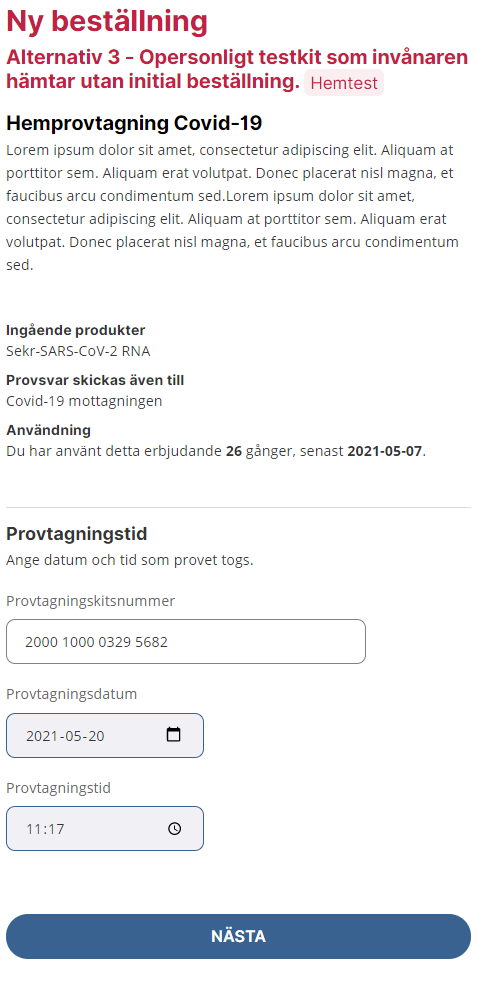 Ny beställning
Alternativ 3 - Opersonligt testkit som invånaren
hämtar utan initial beställning. Hemtest
Hemprovtagning Covid-19
Lorem ipsum dolor sit amet, consectetur adipiscing elit. Aliquam at
porttitor sem. Aliquam erat volutpat. Donec placerat nisl magna, et
faucibus arcu condimentum sed.Lorem ipsum dolor sit amet,
consectetur adipiscing elit. Aliquam at porttitor sem. Aliquam erat
volutpat. Donec placerat nisl magna, et faucibus arcu condimentum
sed.
Ingående produkter
Sekr-SARS-CoV-2 RNA
Provsvar skickas även till
Covid-19 mottagningen
Användning
Du har använt detta erbjudande 26 gånger, senast 2021-05-07.
Provtagningstid
Ange datum och tid som provet togs.
Provtagningskitsnummer
2000 1000 0329 5682
Provtagningsdatum
2021-05-20
Provtagningstid
11:17
NÄSTA